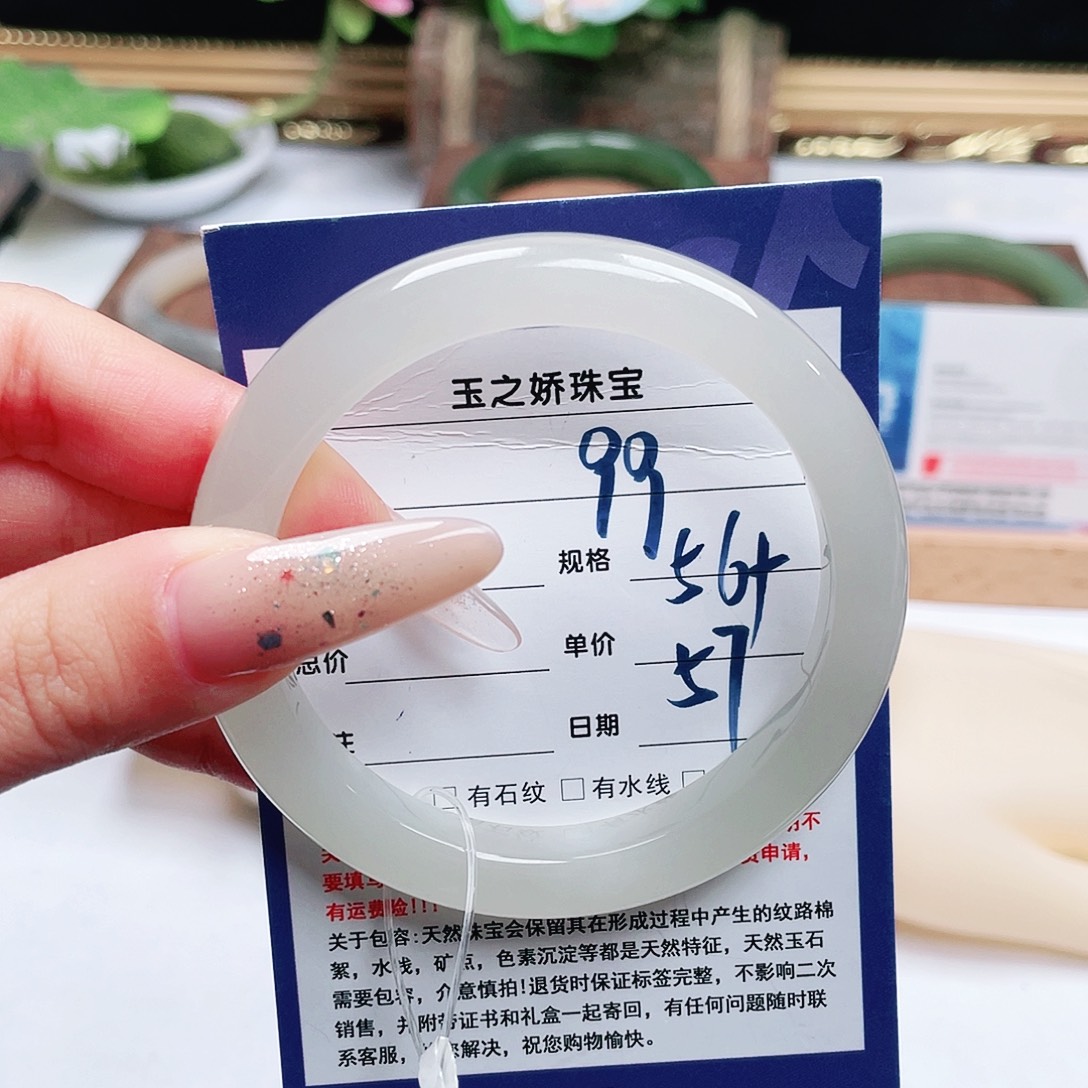 玉之娇珠宝
99
规格 56+
总价 单价 57
日期
有石纹 有水线
不
申请,
要填
有运费险!!!
关于包容:天然珠宝会保留其在形成过程中产生的纹路棉
絮,水线,矿点,色素沉淀等都是天然特征,天然玉石
需要包容,介意慎拍!退货时保证标签完整,不影响二次
销售,并附带证书和礼盒一起寄回,有任何问题随时联
系客服,解决,祝您购物愉快。